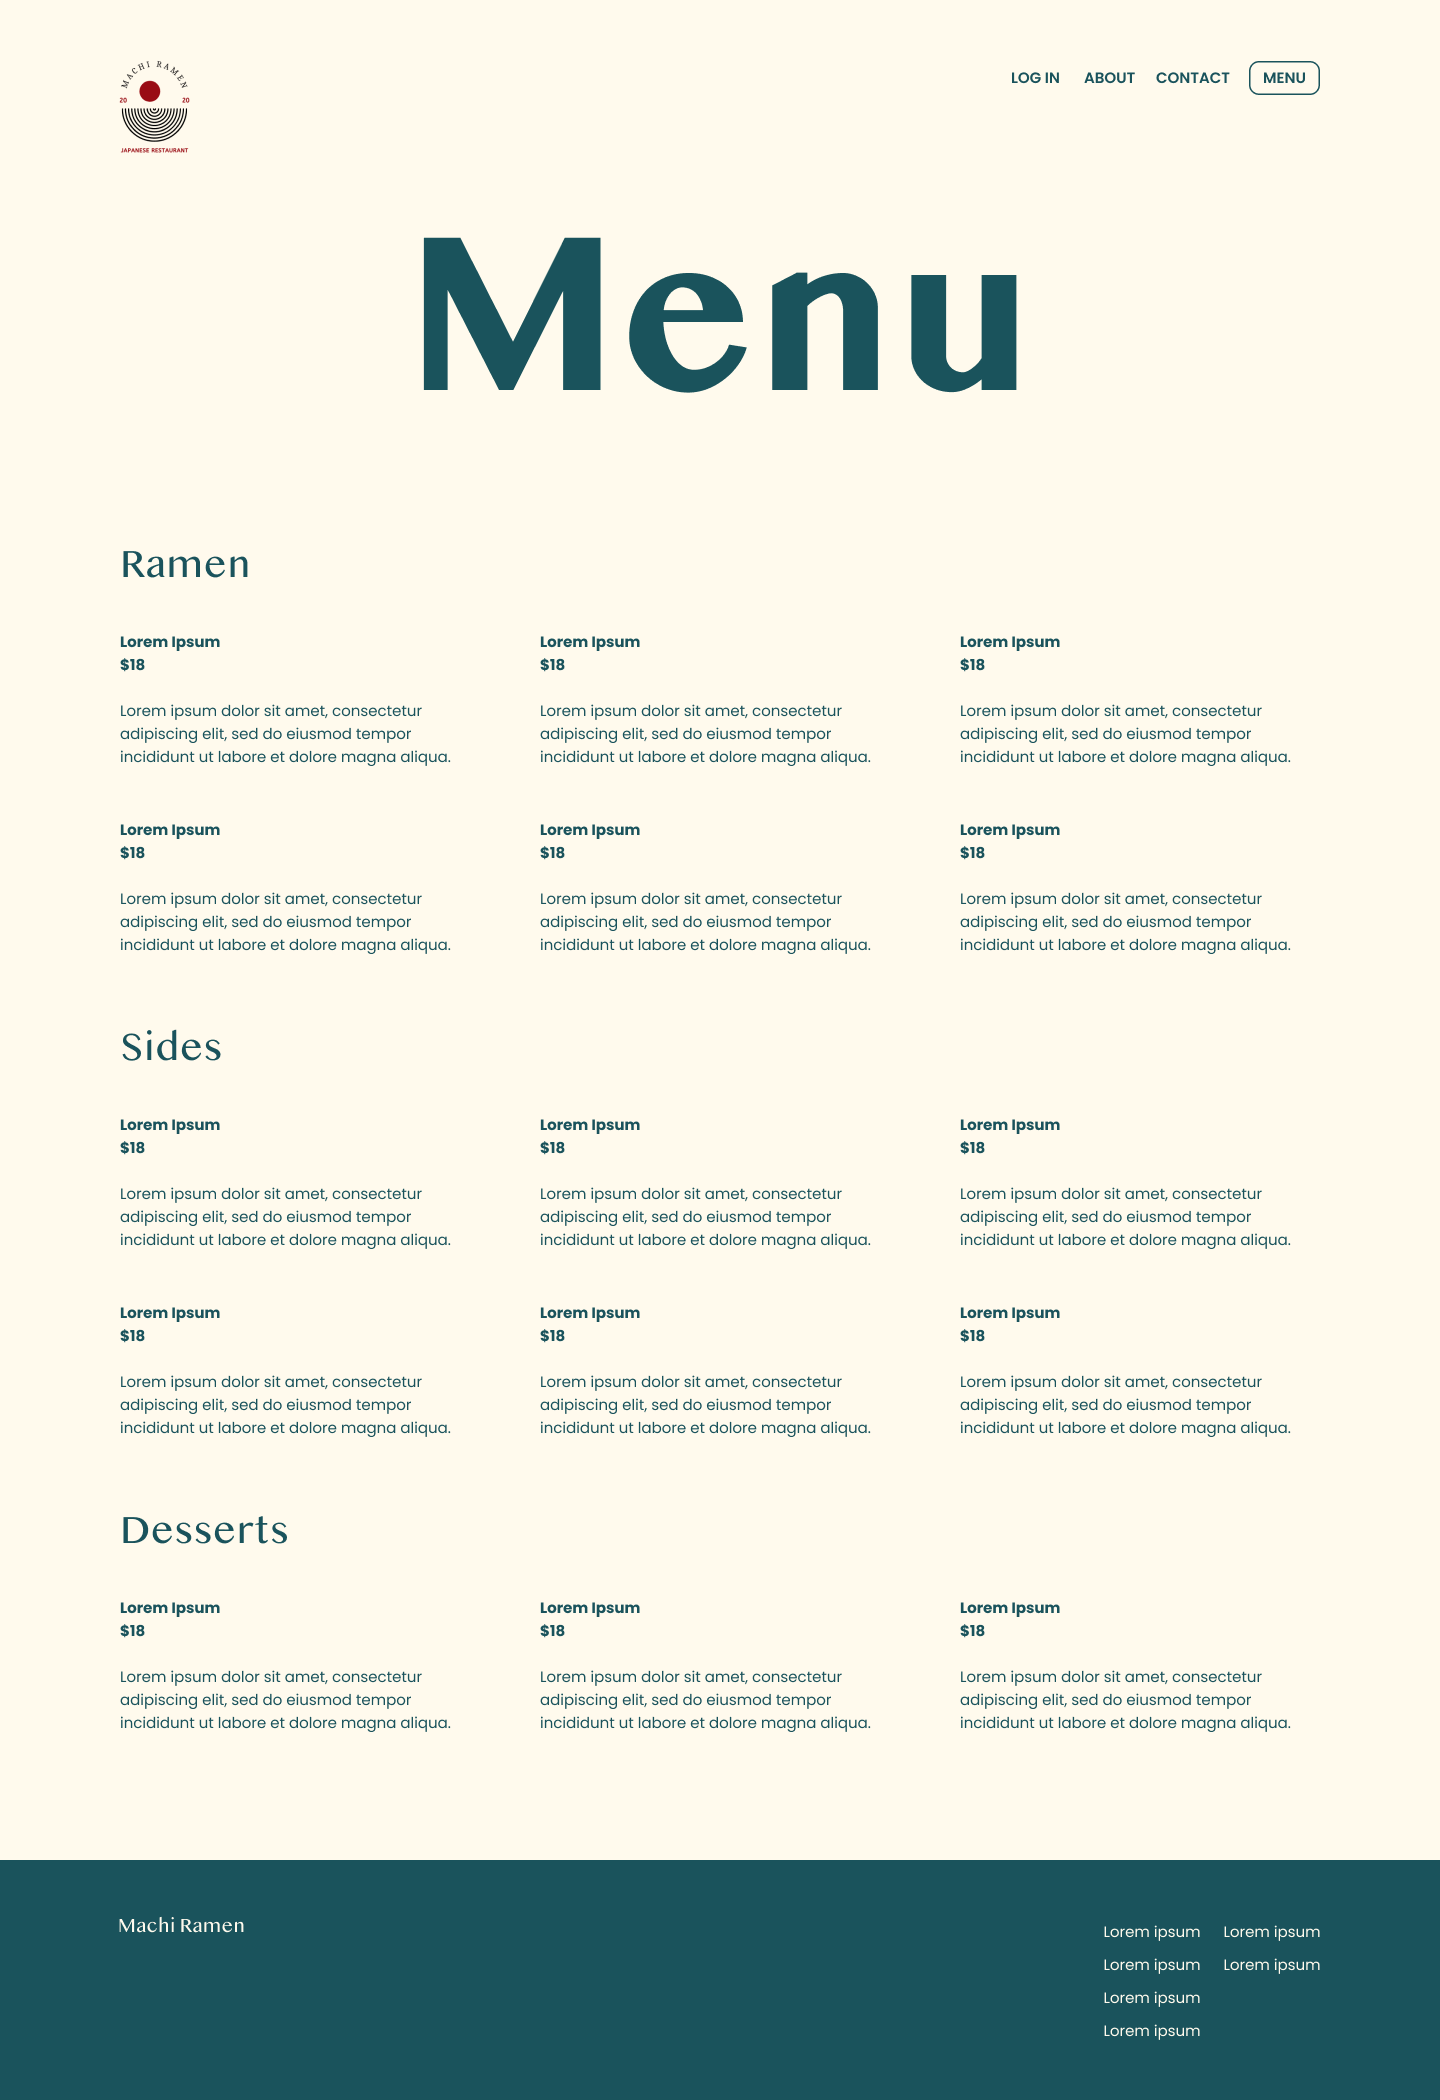 MACHI RAMEN
20 20
JAPANESE RESTAURANT
LOG IN ABOUT CONTACT MENU
Menu
Ramen
Lorem Ipsum
$18
Lorem ipsum dolor sit amet, consectetur
adipiscing elit, sed do eiusmod tempor
incididunt ut labore et dolore magna aliqua.
Lorem Ipsum
$18
Lorem ipsum dolor sit amet, consectetur
adipiscing elit, sed do eiusmod tempor
incididunt ut labore et dolore magna aliqua.
Lorem Ipsum
$18
Lorem ipsum dolor sit amet, consectetur
adipiscing elit, sed do eiusmod tempor
incididunt ut labore et dolore magna aliqua.
Lorem Ipsum
$18
Lorem ipsum dolor sit amet, consectetur
adipiscing elit, sed do eiusmod tempor
incididunt ut labore et dolore magna aliqua.
Lorem Ipsum
$18
Lorem ipsum dolor sit amet, consectetur
adipiscing elit, sed do eiusmod tempor
incididunt ut labore et dolore magna aliqua.
Lorem Ipsum
$18
Lorem ipsum dolor sit amet, consectetur
adipiscing elit, sed do eiusmod tempor
incididunt ut labore et dolore magna aliqua.
Sides
Lorem Ipsum
$18
Lorem ipsum dolor sit amet, consectetur
adipiscing elit, sed do eiusmod tempor
incididunt ut labore et dolore magna aliqua.
Lorem Ipsum
$18
Lorem ipsum dolor sit amet, consectetur
adipiscing elit, sed do eiusmod tempor
incididunt ut labore et dolore magna aliqua.
Lorem Ipsum
$18
Lorem ipsum dolor sit amet, consectetur
adipiscing elit, sed do eiusmod tempor
incididunt ut labore et dolore magna aliqua.
Lorem Ipsum
$18
Lorem ipsum dolor sit amet, consectetur
adipiscing elit, sed do eiusmod tempor
incididunt ut labore et dolore magna aliqua.
Lorem Ipsum
$18
Lorem ipsum dolor sit amet, consectetur
adipiscing elit, sed do eiusmod tempor
incididunt ut labore et dolore magna aliqua.
Lorem Ipsum
$18
Lorem ipsum dolor sit amet, consectetur
adipiscing elit, sed do eiusmod tempor
incididunt ut labore et dolore magna aliqua.
Desserts
Lorem Ipsum
$18
Lorem ipsum dolor sit amet, consectetur
adipiscing elit, sed do eiusmod tempor
incididunt ut labore et dolore magna aliqua.
Lorem Ipsum
$18
Lorem ipsum dolor sit amet, consectetur
adipiscing elit, sed do eiusmod tempor
incididunt ut labore et dolore magna aliqua.
Lorem Ipsum
$18
Lorem ipsum dolor sit amet, consectetur
adipiscing elit, sed do eiusmod tempor
incididunt ut labore et dolore magna aliqua.
Machi Ramen
Lorem ipsum
Lorem ipsum
Lorem ipsum
Lorem ipsum
Lorem ipsum
Lorem ipsum